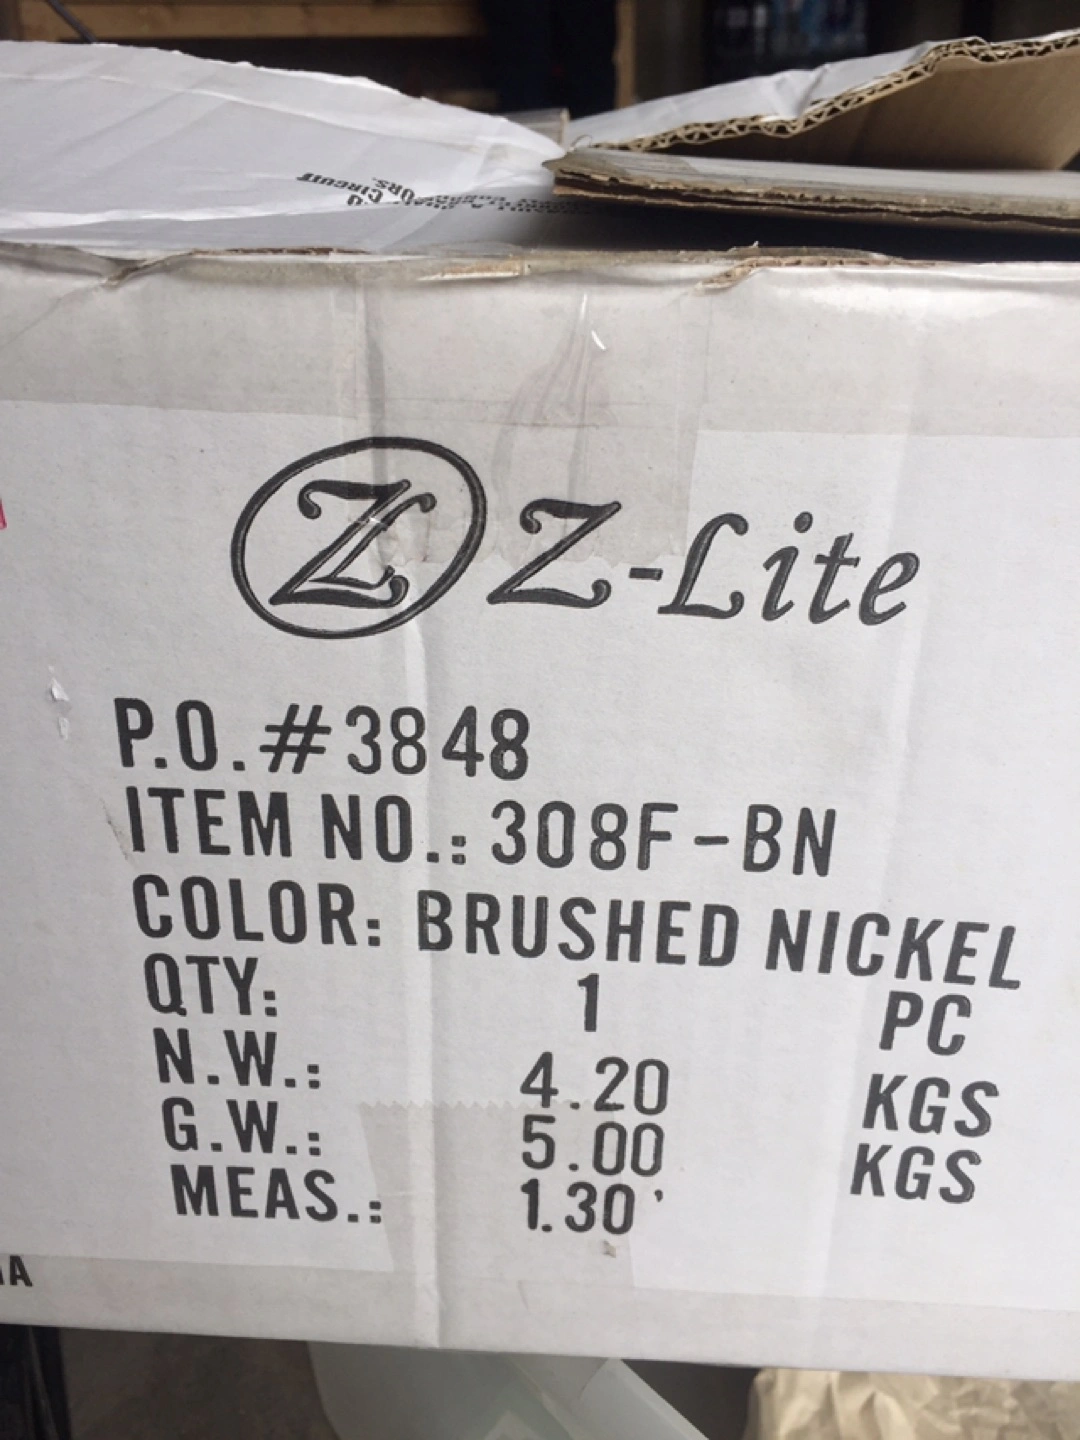 CIRCUIT
Z-Lite
P.O. #3848
ITEM NO.: 308F-BN
COLOR: BRUSHED NICKEL
QTY: 1 PC
N.W.: 4.20 KGS
G.W.: 5.00 KGS
MEAS.: 1.30'